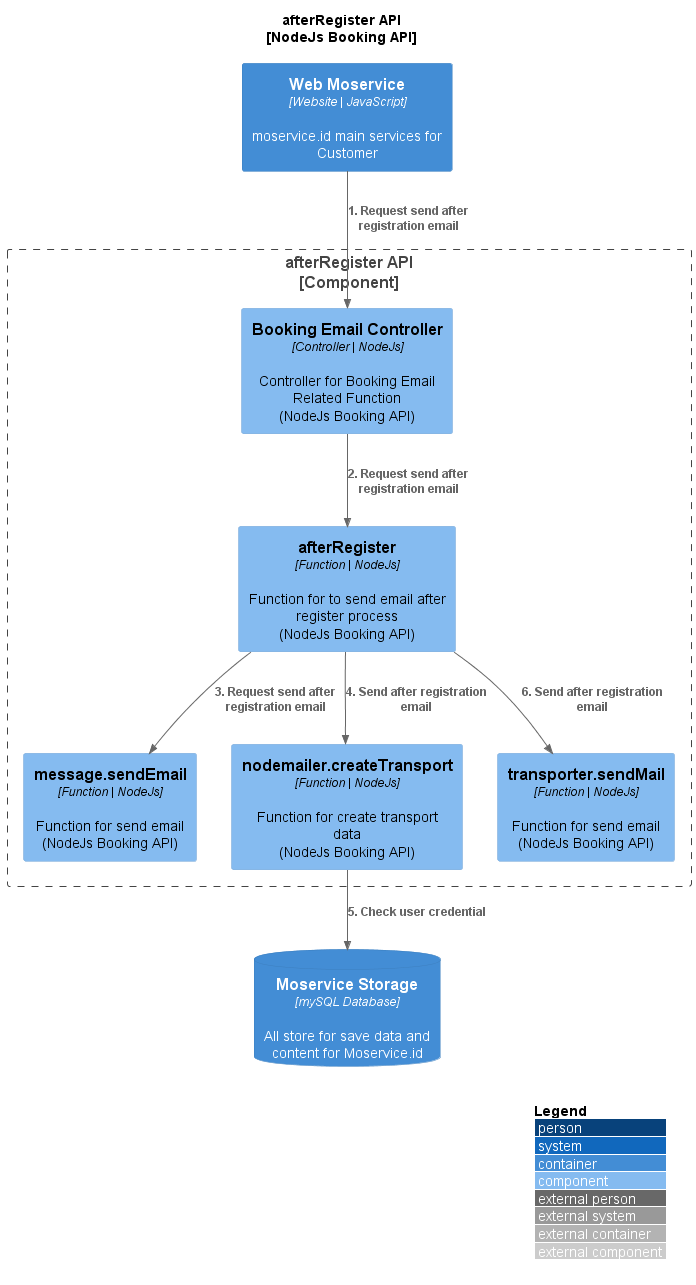 afterRegister API
[NodeJs Booking API]
Web Moservice
[Website | JavaScript]
moservice.id main services for
Customer
1. Request send after
registration email
afterRegister API
[Component]
Booking Email Controller
[Controller | NodeJs]
Controller for Booking Email
Related Function
(NodeJs Booking API)
2. Request send after
registration email
afterRegister
[Function | NodeJs]
Function for to send email after
register process
(NodeJs Booking API)
3. Request send after
registration email
4. Send after registration
email
6. Send after registration
email
message.sendEmail
[Function | NodeJs]
Function for send email
(NodeJs Booking API)
nodemailer.createTransport
[Function | NodeJs]
Function for create transport
data
(NodeJs Booking API)
transporter.sendMail
[Function | NodeJs]
Function for send email
(NodeJs Booking API)
5. Check user credential
Moservice Storage
[mySQL Database]
All store for save data and
content for Moservice.id
Legend
person
system
container
component
external person
external system
external container
external component